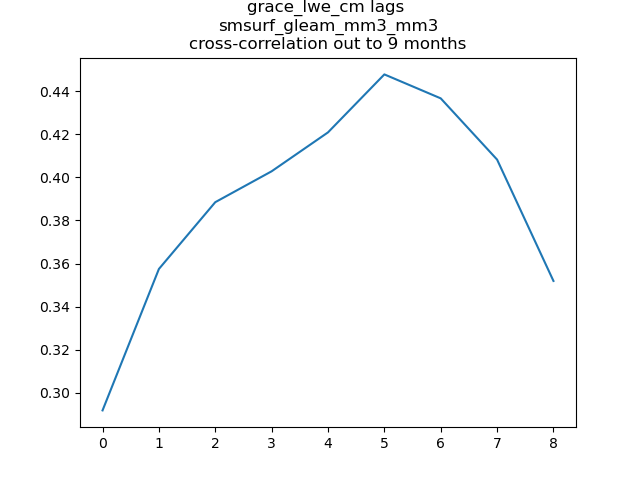 grace_lwe_cm lags
smsurf_gleam_mm3_mm3
cross-correlation out to 9 months
0.44
0.42
0.40
0.38
0.36
0.34
0.32
0.30
0 1 2 3 4 5 6 7 8